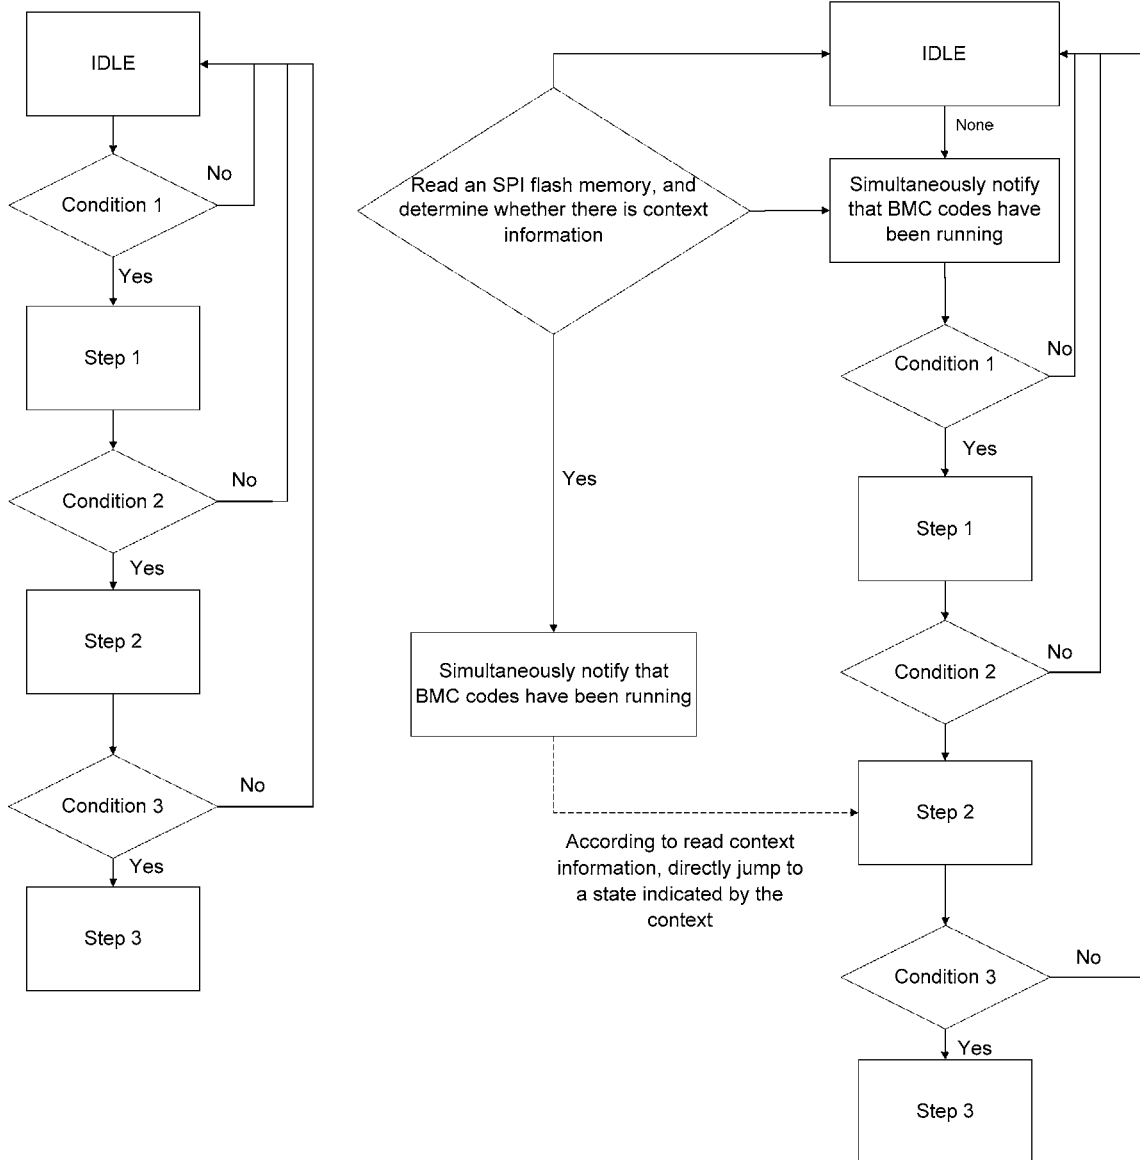 IDLE
Condition 1
No
Yes
Step 1
Condition 2
No
Yes
Step 2
Condition 3
No
Yes
Step 3
Read an SPI flash memory, and
determine whether there is context
information
Yes
Simultaneously notify that
BMC codes have been running
According to read context
information, directly jump to
a state indicated by the
context
IDLE
None
Simultaneously notify
that BMC codes have
been running
Condition 1
No
Yes
Step 1
Condition 2
No
Step 2
Condition 3
No
Yes
Step 3